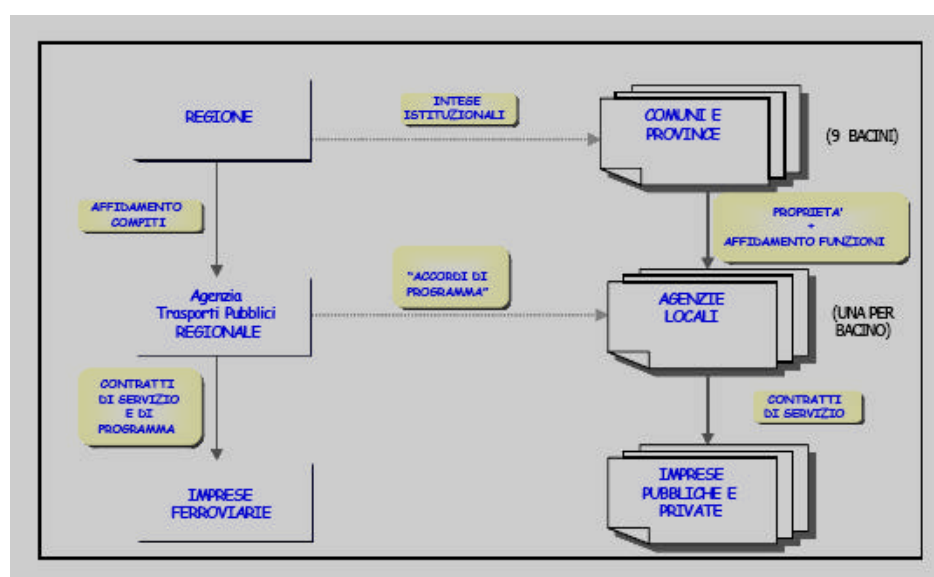 REGIONE
INTESE
ISTITUZIONALI
COMUNI E
PROVINCE
(9 BACINI)
AFFIDAMENTO
COMPITI
PROPRIETA'
+
AFFIDAMENTO FUNZIONI
Agenzia
Trasporti Pubblici
REGIONALE
"ACCORDI DI
PROGRAMMA"
AGENZIE
LOCALI
(UNA PER
BACINO)
CONTRATTI
DI SERVIZIO
E DI
PROGRAMMA
CONTRATTI
DI SERVIZIO
IMPRESE
FERROVIARIE
IMPRESE
PUBBLICHE E
PRIVATE